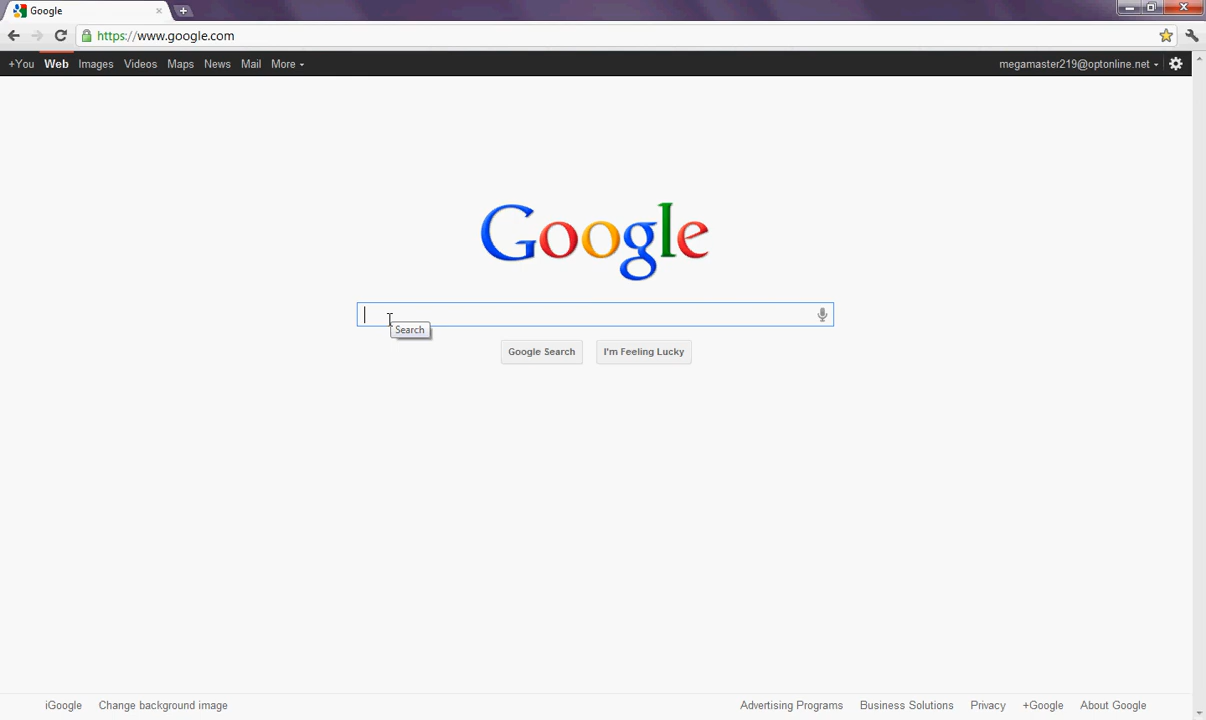 Google
https://www.google.com
+You Web Images Videos Maps News Mail More
megamaster219@optonline.net
Google
Search
Google Search I'm Feeling Lucky
iGoogle Change background image
Advertising Programs Business Solutions Privacy +Google About Google